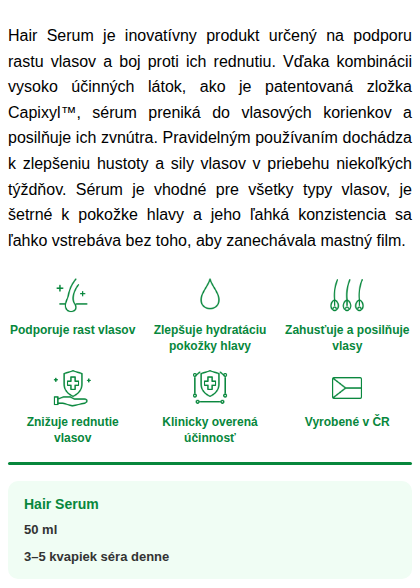 Hair Serum je inovatívny produkt určený na podporu
rastu vlasov a boj proti ich rednutiu. Vďaka kombinácii
vysoko účinných látok, ako je patentovaná zložka
Capixyl™, sérum preniká do vlasových korienkov a
posilňuje ich zvnútra. Pravidelným používaním dochádza
k zlepšeniu hustoty a sily vlasov v priebehu niekoľkých
týždňov. Sérum je vhodné pre všetky typy vlasov, je
šetrné k pokožke hlavy a jeho ľahká konzistencia sa
ľahko vstrebáva bez toho, aby zanechávala mastný film.
Podporuje rast vlasov
Zlepšuje hydratáciu
pokožky hlavy
Zahusťuje a posilňuje
vlasy
Znižuje rednutie
vlasov
Klinicky overená
účinnosť
Vyrobené v ČR
Hair Serum
50 ml
3–5 kvapiek séra denne